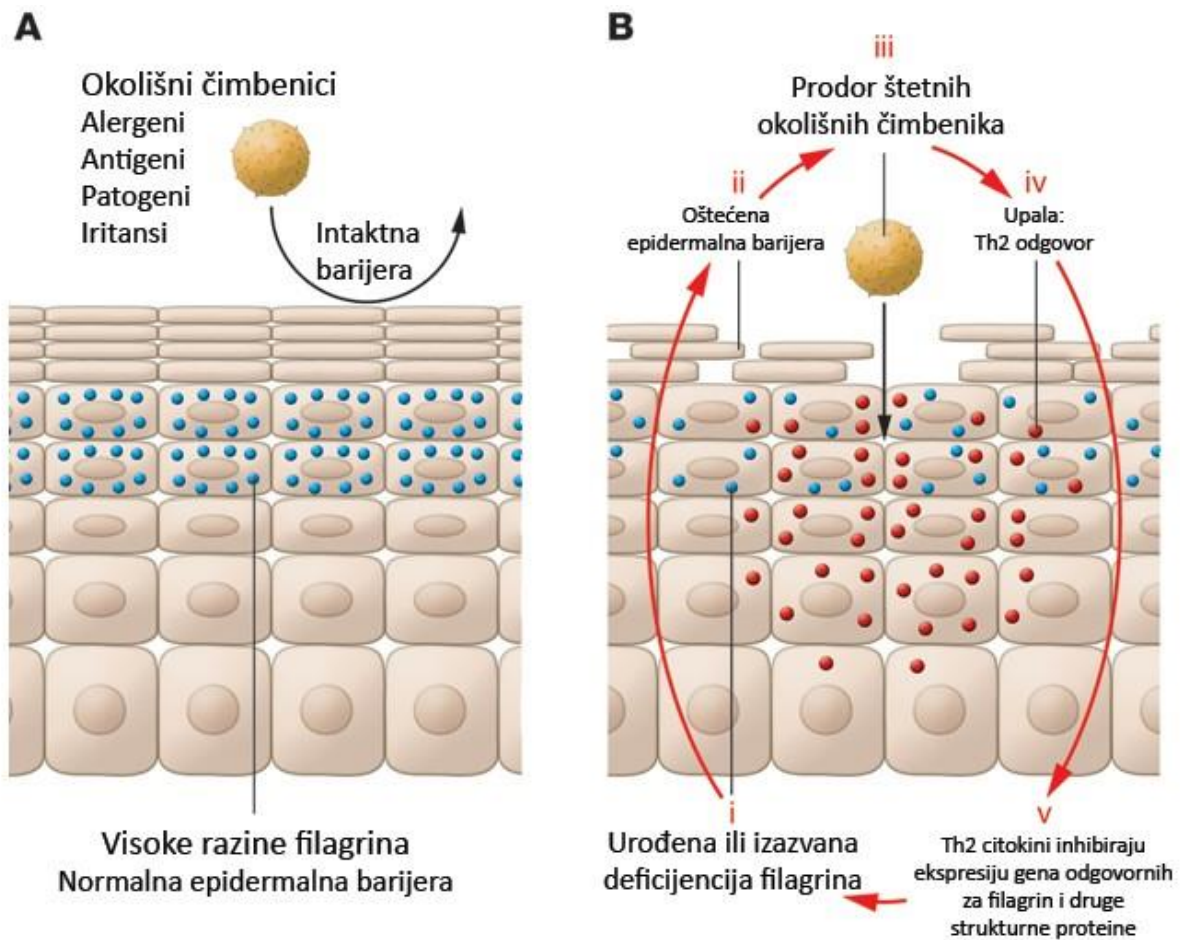 A
Okolišni čimbenici
Alergeni
Antigeni
Patogeni
Iritansi
Intaktna
barijera
Visoke razine filagrina
Normalna epidermalna barijera
B
iii
Prodor štetnih
okolišnih čimbenika
ii
Oštećena
epidermalna barijera
iv
Upala:
Th2 odgovor
i
Urođena ili izazvana
deficijencija filagrina
v
Th2 citokini inhibiraju
ekspresiju gena odgovornih
za filagrin i druge
strukturne proteine